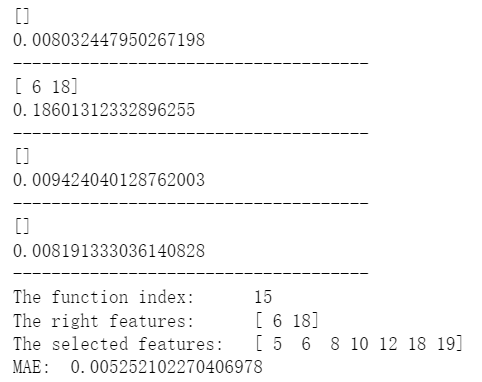 []
0.008032447950267198
-------------------------------------
[ 6 18]
0.18601312332896255
-------------------------------------
[]
0.009424040128762003
-------------------------------------
[]
0.008191333036140828
-------------------------------------
The function index:      15
The right features:      [ 6 18]
The selected features:   [ 5  6  8 10 12 18 19]
MAE:  0.005252102270406978